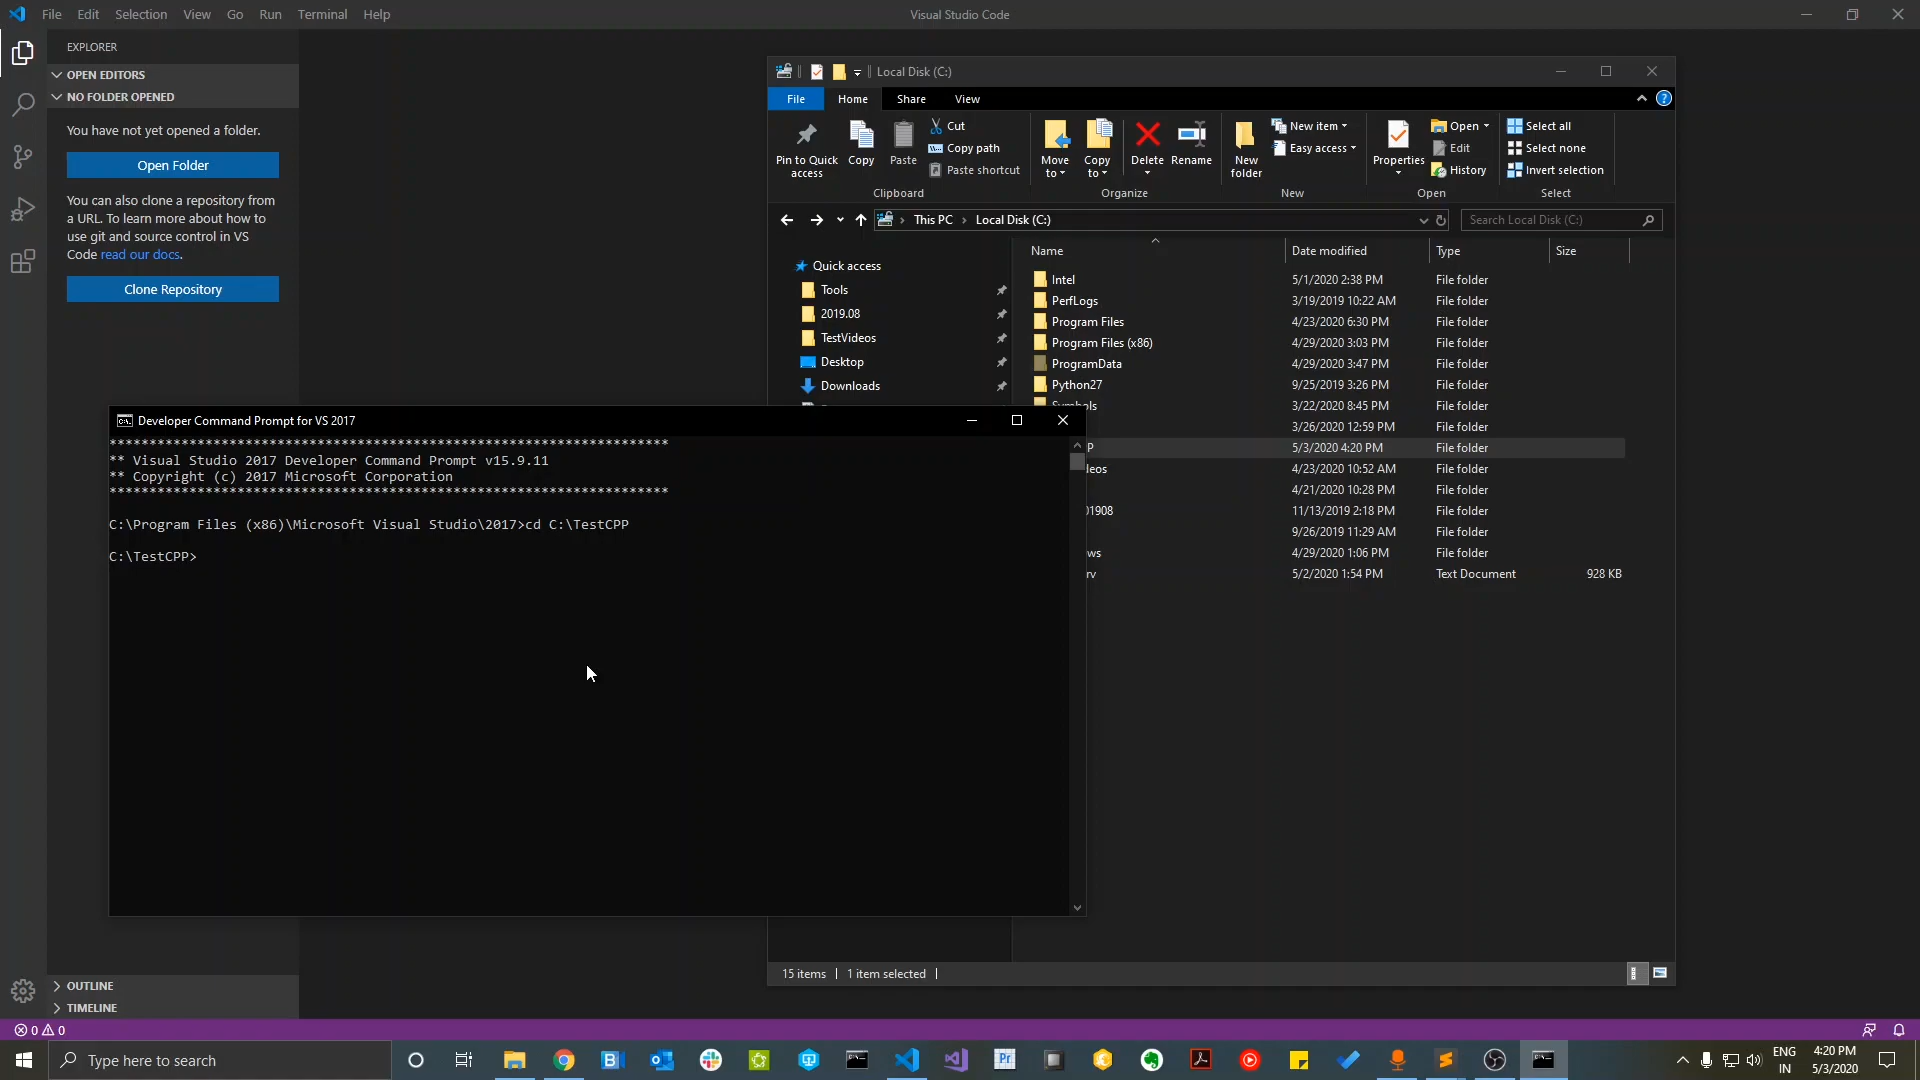 File Edit Selection View Go Run Terminal Help
Visual Studio Code
EXPLORER
OPEN EDITORS
NO FOLDER OPENED
You have not yet opened a folder.
Open Folder
You can also clone a repository from
a URL. To learn more about how to
use git and source control in VS
Code read our docs.
Clone Repository
OUTLINE
TIMELINE
0 0
Local Disk (C:)
File Home Share View
Pin to Quick access
Copy
Paste
Cut
Copy path
Paste shortcut
Clipboard
Move to
Copy to
Delete
Rename
Organize
New folder
New item
Easy access
New
Properties
Open
Edit
History
Open
Select all
Select none
Invert selection
Select
This PC Local Disk (C:)
Search Local Disk (C:)
Quick access
Tools
2019.08
TestVideos
Desktop
Downloads
Name Date modified Type Size
Intel 5/1/2020 2:38 PM File folder
PerfLogs 3/19/2019 10:22 AM File folder
Program Files 4/23/2020 6:30 PM File folder
Program Files (x86) 4/29/2020 3:03 PM File folder
ProgramData 4/29/2020 3:47 PM File folder
Python27 9/25/2019 3:26 PM File folder
Symbols 3/22/2020 8:45 PM File folder
3/26/2020 12:59 PM File folder
P 5/3/2020 4:20 PM File folder
eos 4/23/2020 10:52 AM File folder
4/21/2020 10:28 PM File folder
1908 11/13/2019 2:18 PM File folder
9/26/2019 11:29 AM File folder
ws 4/29/2020 1:06 PM File folder
rv 5/2/2020 1:54 PM Text Document 928 KB
15 items 1 item selected
Developer Command Prompt for VS 2017
**********************************************************************
** Visual Studio 2017 Developer Command Prompt v15.9.11
** Copyright (c) 2017 Microsoft Corporation
**********************************************************************
C:\Program Files (x86)\Microsoft Visual Studio\2017>cd C:\TestCPP
C:\TestCPP>
Type here to search
ENG
IN
4:20 PM
5/3/2020